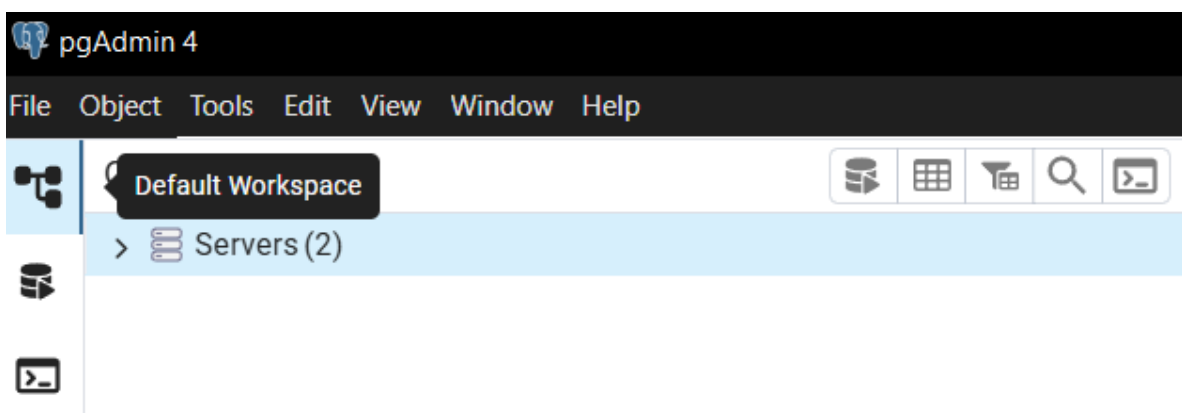 pgAdmin 4
File Object Tools Edit View Window Help
Default Workspace
Servers (2)